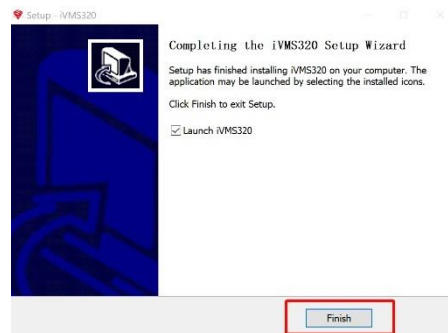 Setup - iVMS320
Completing the iVMS320 Setup Wizard
Setup has finished installing iVMS320 on your computer. The
application may be launched by selecting the installed icons.
Click Finish to exit Setup.
Launch iVMS320
Finish